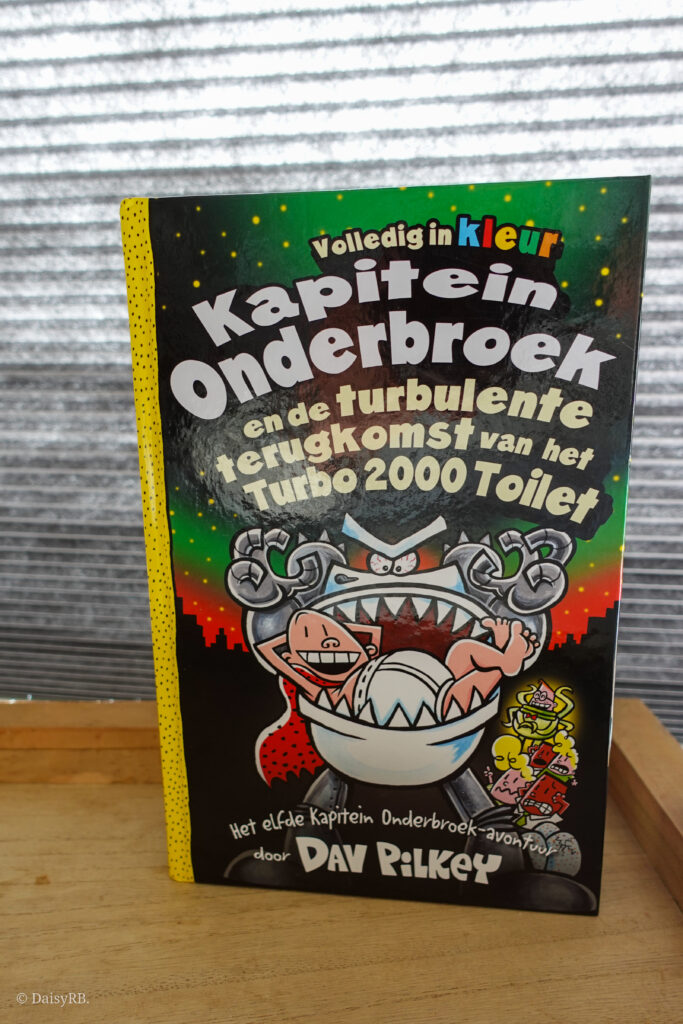 Volledig in kleur
Kapitein
Onderbroek
en de turbulente
terugkomst van het
Turbo 2000 Toilet
Het elfde Kapitein Onderbroek-avontuur
door Dav Pilkey
© DaisyRB.